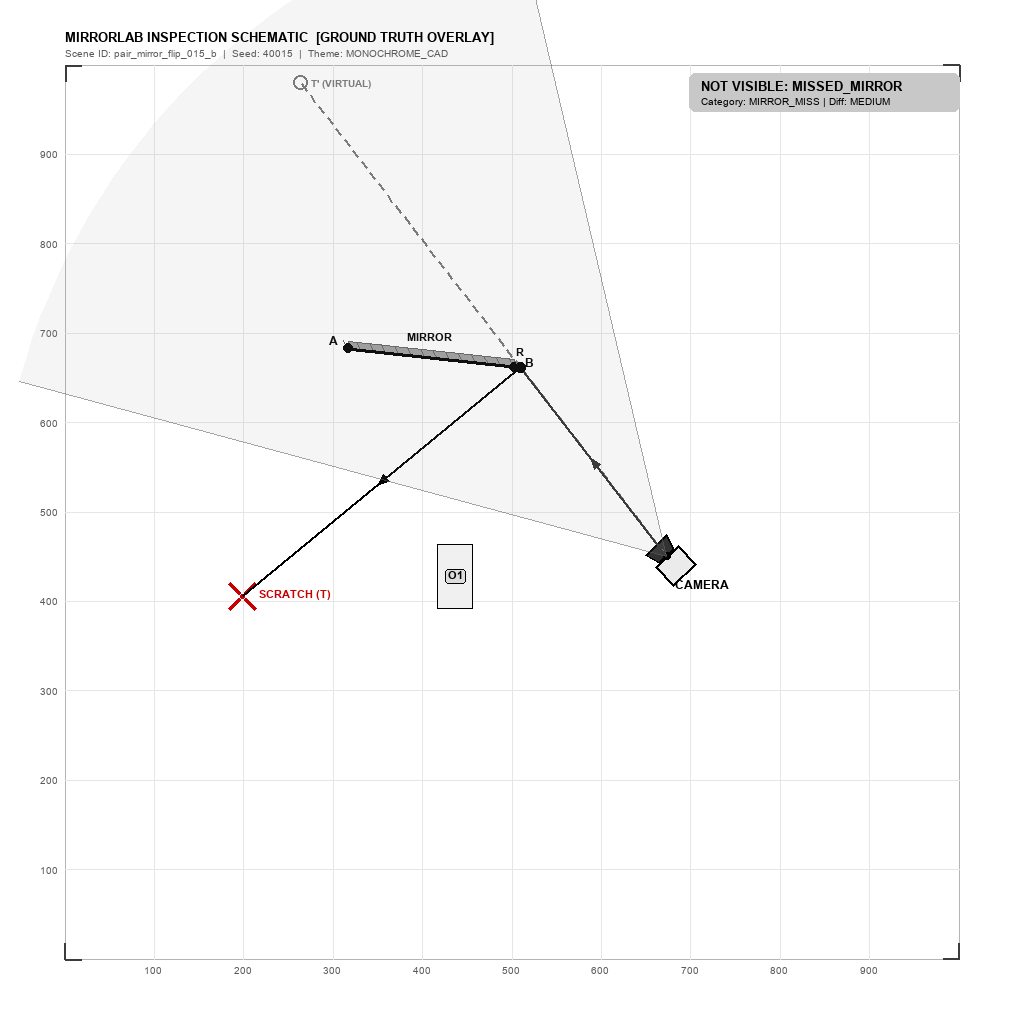 MIRRORLAB INSPECTION SCHEMATIC [GROUND TRUTH OVERLAY]
Scene ID: pair_mirror_flip_015_b | Seed: 40015 | Theme: MONOCHROME_CAD
T' (VIRTUAL)
NOT VISIBLE: MISSED_MIRROR
Category: MIRROR_MISS | Diff: MEDIUM
900
800
700
A
MIRROR
R
B
600
500
O1
CAMERA
SCRATCH (T)
400
300
200
100
100 200 300 400 500 600 700 800 900